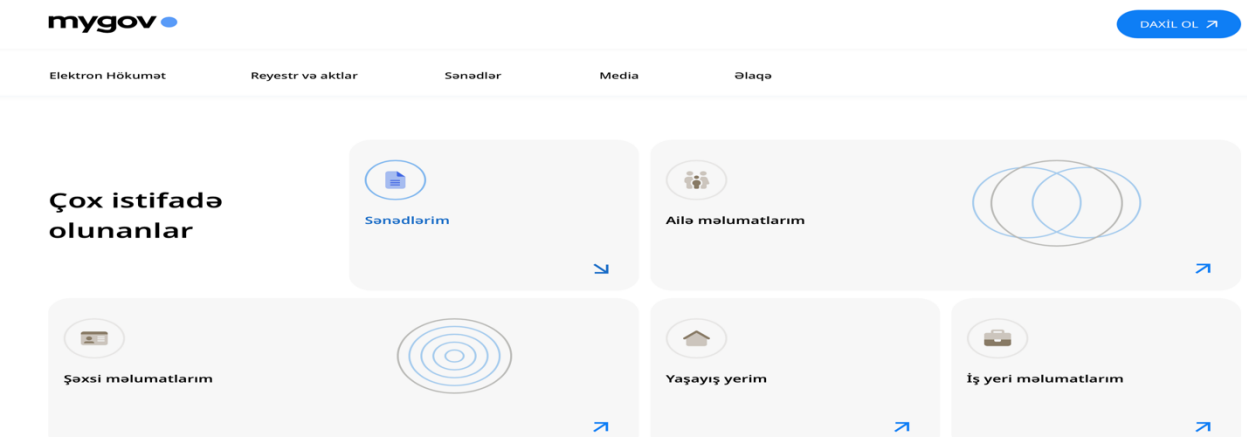 mygov
DAXİL OL
Elektron Hökumət
Reyestr və aktlar
Sənədlər
Media
Əlaqə
Çox istifadə
olunanlar
Sənədlərim
Ailə məlumatlarım
Şəxsi məlumatlarım
Yaşayış yerim
İş yeri məlumatlarım